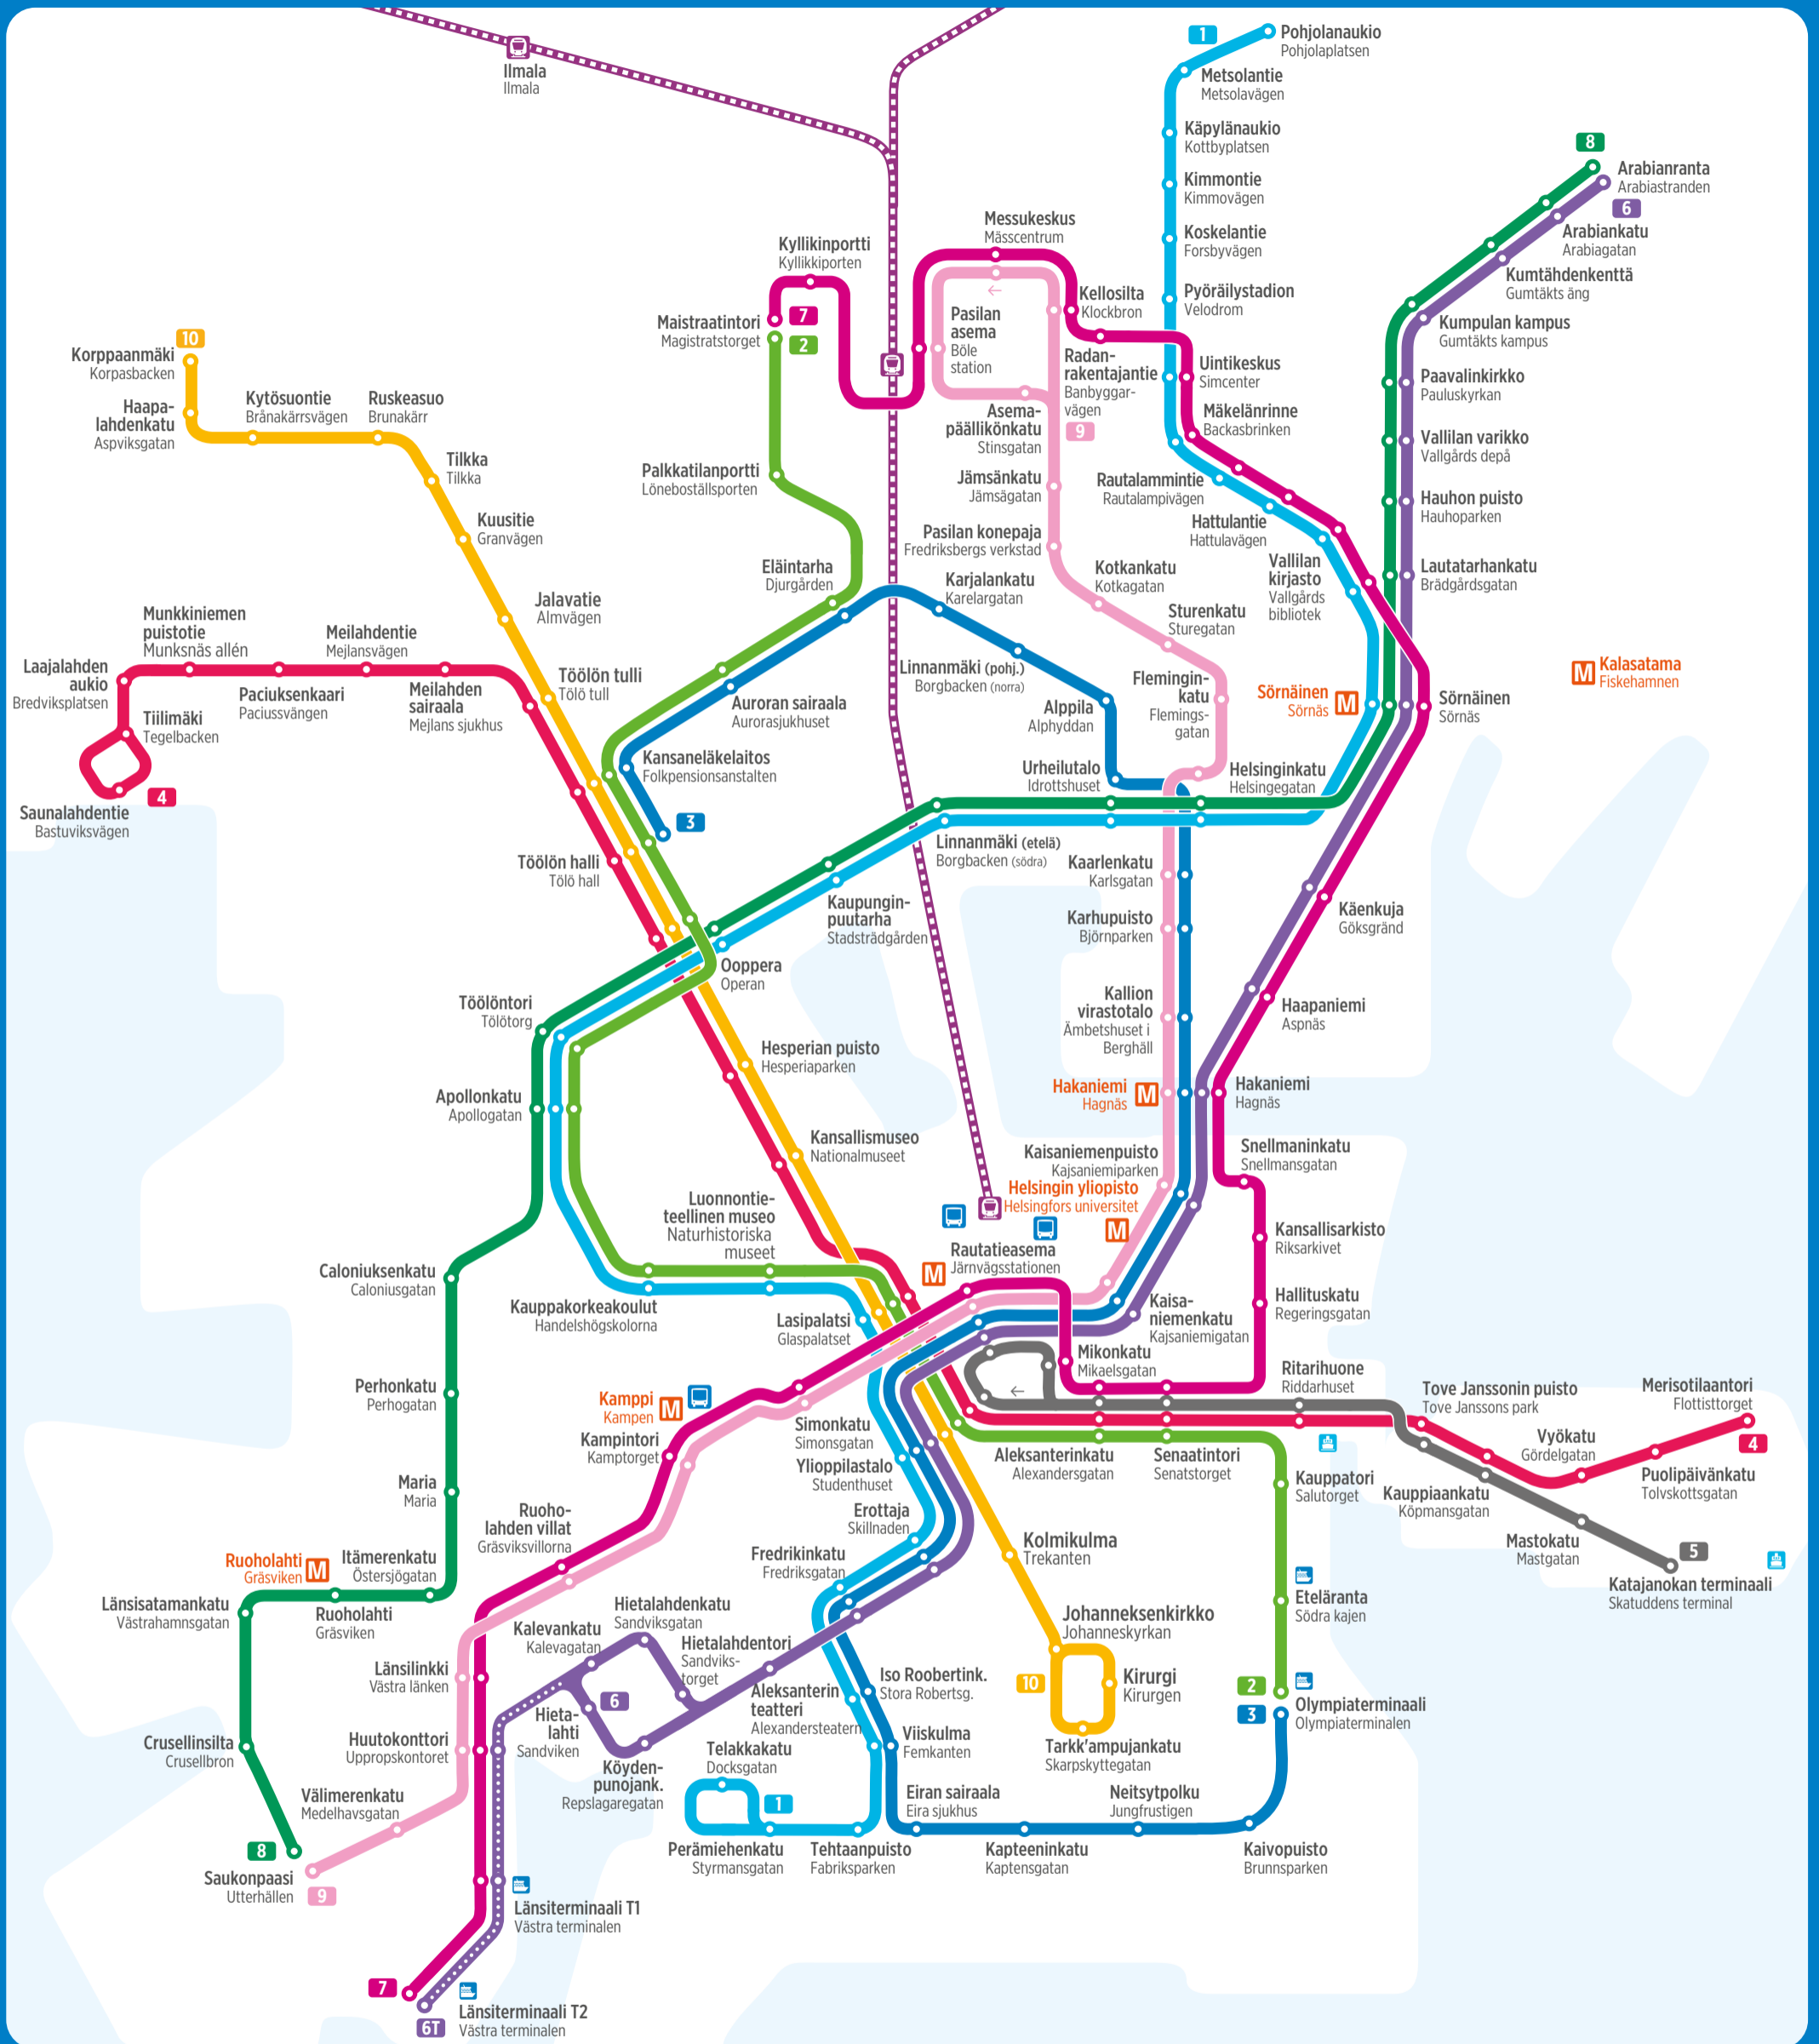 Ilmala
Ilmala
1
Pohjolanaukio
Pohjolaplatsen
Metsolantie
Metsolavägen
Käpylänaukio
Kottbyplatsen
Kimmontie
Kimmovägen
Koskelantie
Forsbyvägen
Pyöräilystadion
Velodrom
8
Arabianranta
Arabiastranden
6
Arabiankatu
Arabiagatan
Kumtähdenkenttä
Gumtäkts äng
Kumpulan kampus
Gumtäkts kampus
Paavalinkirkko
Pauluskyrkan
Vallilan varikko
Vallgårds depå
Hauhon puisto
Hauhoparken
Lautatarhankatu
Brädgårdsgatan
Messukeskus
Mässcentrum
Kyllikinportti
Kyllikkiporten
Maistraatintori
Magistratstorget
7
2
Pasilan
asema
Böle
station
Kellosilta
Klockbron
Radan-
rakentajantie
Banbyggar-
vägen
9
Uintikeskus
Simcenter
Mäkelänrinne
Backasbrinken
Asema-
päällikönkatu
Stinsgatan
Jämsänkatu
Jämsägatan
Rautalammintie
Rautalampivägen
Hattulantie
Hattulavägen
Vallilan
kirjasto
Vallgårds
bibliotek
Pasilan konepaja
Fredriksbergs verkstad
Kotkankatu
Kotkagatan
Sturenkatu
Sturegatan
Flemingin-
katu
Flemings-
gatan
10
Korppaanmäki
Korpasbacken
Haapa-
lahdenkatu
Aspviksgatan
Kytösuontie
Brånakärrsvägen
Ruskeasuo
Brunakärr
Tilkka
Tilkka
Kuusitie
Granvägen
Jalavatie
Almvägen
Palkkatilanportti
Löneboställsporten
Eläintarha
Djurgården
Karjalankatu
Karelargatan
Linnanmäki (pohj.)
Borgbacken (norra)
Alppila
Alphyddan
Urheilutalo
Idrottshuset
Helsinginkatu
Helsingegatan
Sörnäinen
Sörnäs
M
Sörnäinen
Sörnäs
M
Kalasatama
Fiskehamnen
Munkkiniemen
puistotie
Munksnäs allén
Meilahdentie
Mejlansvägen
Laajalahden
aukio
Bredviksplatsen
Paciuksenkaari
Paciussvängen
Meilahden
sairaala
Mejlans sjukhus
Tiilimäki
Tegelbacken
Saunalahdentie
Bastuviksvägen
4
Töölön tulli
Tölö tull
Auroran sairaala
Aurorasjukhuset
Kansaneläkelaitos
Folkpensionsanstalten
3
Töölön halli
Tölö hall
Linnanmäki (etelä)
Borgbacken (södra)
Kaupungin-
puutarha
Stadsträdgården
Kaarlenkatu
Karlsgatan
Karhupuisto
Björnparken
Käenkuja
Göksgränd
Ooppera
Operan
Töölöntori
Tölötorg
Kallion
virastotalo
Ämbetshuset i
Berghäll
Haapaniemi
Aspnäs
Hesperian puisto
Hesperiaparken
Apollonkatu
Apollogatan
Hakaniemi
Hagnäs
M
Hakaniemi
Hagnäs
Kansallismuseo
Nationalmuseet
Kaisaniemenpuisto
Kajsaniemiparken
Helsingin yliopisto
Helsingfors universitet
M
Snellmaninkatu
Snellmansgatan
Kansallisarkisto
Riksarkivet
Hallituskatu
Regeringsgatan
Luonnontie-
teellinen museo
Naturhistoriska
museet
Rautatieasema
Järnvägsstationen
M
Caloniuksenkatu
Caloniusgatan
Kauppakorkeakoulut
Handelshögskolorna
Lasipalatsi
Glaspalatset
Kaisa-
niemenkatu
Kajsaniemigatan
Mikonkatu
Mikaelsgatan
Ritarihuone
Riddarhuset
Perhonkatu
Perhogatan
Kamppi
Kampen
M
Kampintori
Kamptorget
Simonkatu
Simonsgatan
Ylioppilastalo
Studenthuset
Aleksanterinkatu
Alexandersgatan
Senaatintori
Senatstorget
Kauppatori
Salutorget
Tove Janssonin puisto
Tove Janssons park
Merisotilaantori
Flottisttorget
4
Vyökatu
Gördelgatan
Puolipäivänkatu
Tolvskottsgatan
Kauppiaankatu
Köpmansgatan
Mastokatu
Mastgatan
5
Katajanokan terminaali
Skatuddens terminal
Maria
Maria
Ruoho-
lahden villat
Gräsviksvillorna
Erottaja
Skillnaden
Fredrikinkatu
Fredriksgatan
Kolmikulma
Trekanten
Ruoholahti
Gräsviken
M
Itämerenkatu
Östersjögatan
Länsisatamankatu
Västrahamnsgatan
Ruoholahti
Gräsviken
Eteläranta
Södra kajen
Hietalahdenkatu
Sandviksgatan
Kalevankatu
Kalevagatan
Hietalahdentori
Sandviks-
torget
Johanneksenkirkko
Johanneskyrkan
10
Kirurgi
Kirurgen
Tarkk'ampujankatu
Skarpskyttegatan
2
3
Olympiaterminaali
Olympiaterminalen
Länsilinkki
Västra länken
6
Hieta-
lahti
Sandviken
Aleksanterin
teatteri
Alexandersteatern
Iso Roobertink.
Stora Robertsg.
Viiskulma
Femkanten
Crusellinsilta
Crusellbron
Huutokonttori
Uppropskontoret
Köyden-
punojank.
Repslagaregatan
Telakkakatu
Docksgatan
1
Välimerenkatu
Medelhavsgatan
Eiran sairaala
Eira sjukhus
Neitsytpolku
Jungfrustigen
Perämiehenkatu
Styrmansgatan
Tehtaanpuisto
Fabriksparken
Kapteeninkatu
Kaptensgatan
Kaivopuisto
Brunnsparken
8
Saukonpaasi
Utterhällen
9
Länsiterminaali T1
Västra terminalen
7
6T
Länsiterminaali T2
Västra terminalen